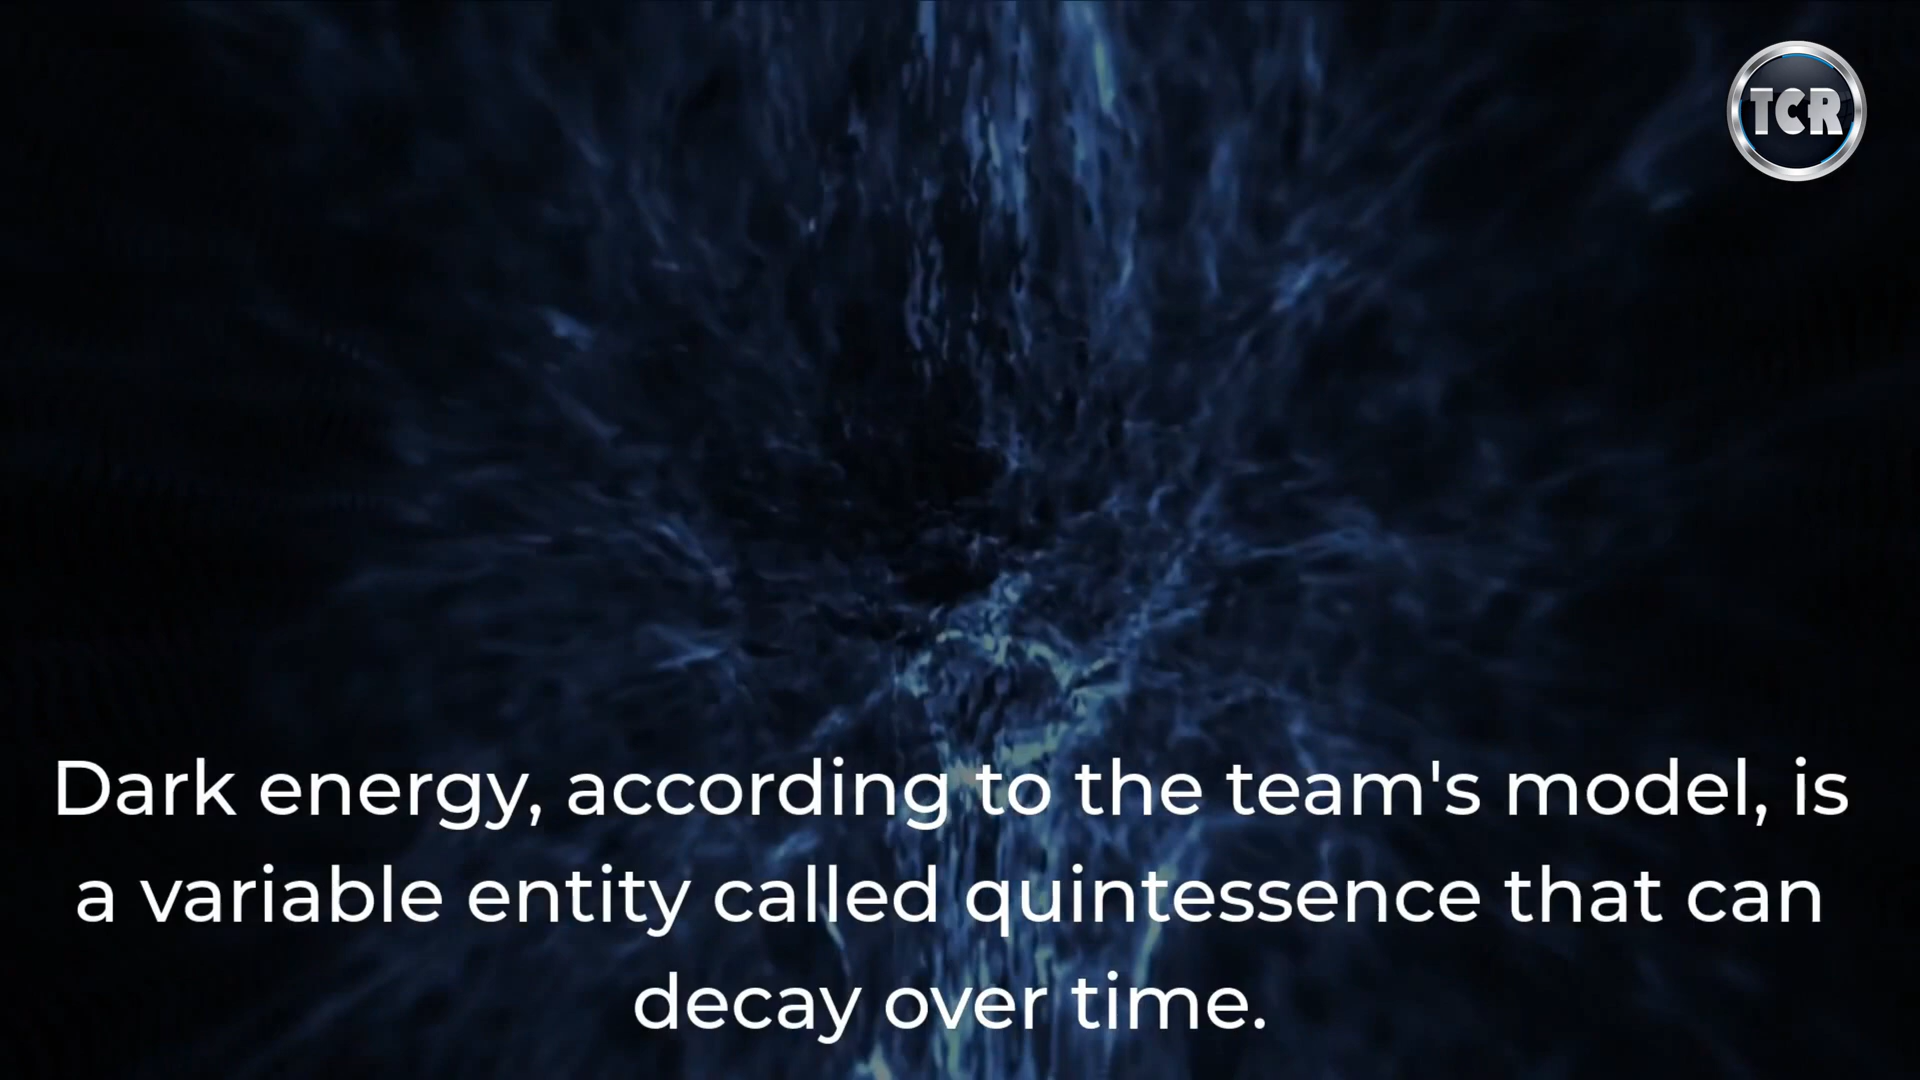 TCR
Dark energy, according to the team's model, is
a variable entity called quintessence that can
decay over time.